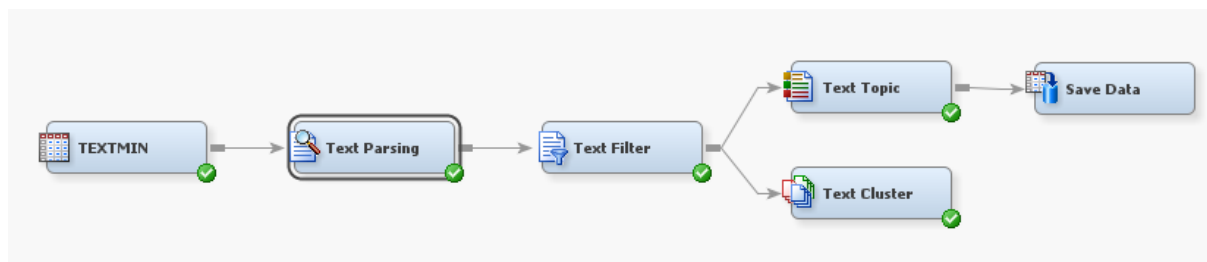 TEXTMIN
Text Parsing
Text Filter
Text Topic
Save Data
Text Cluster